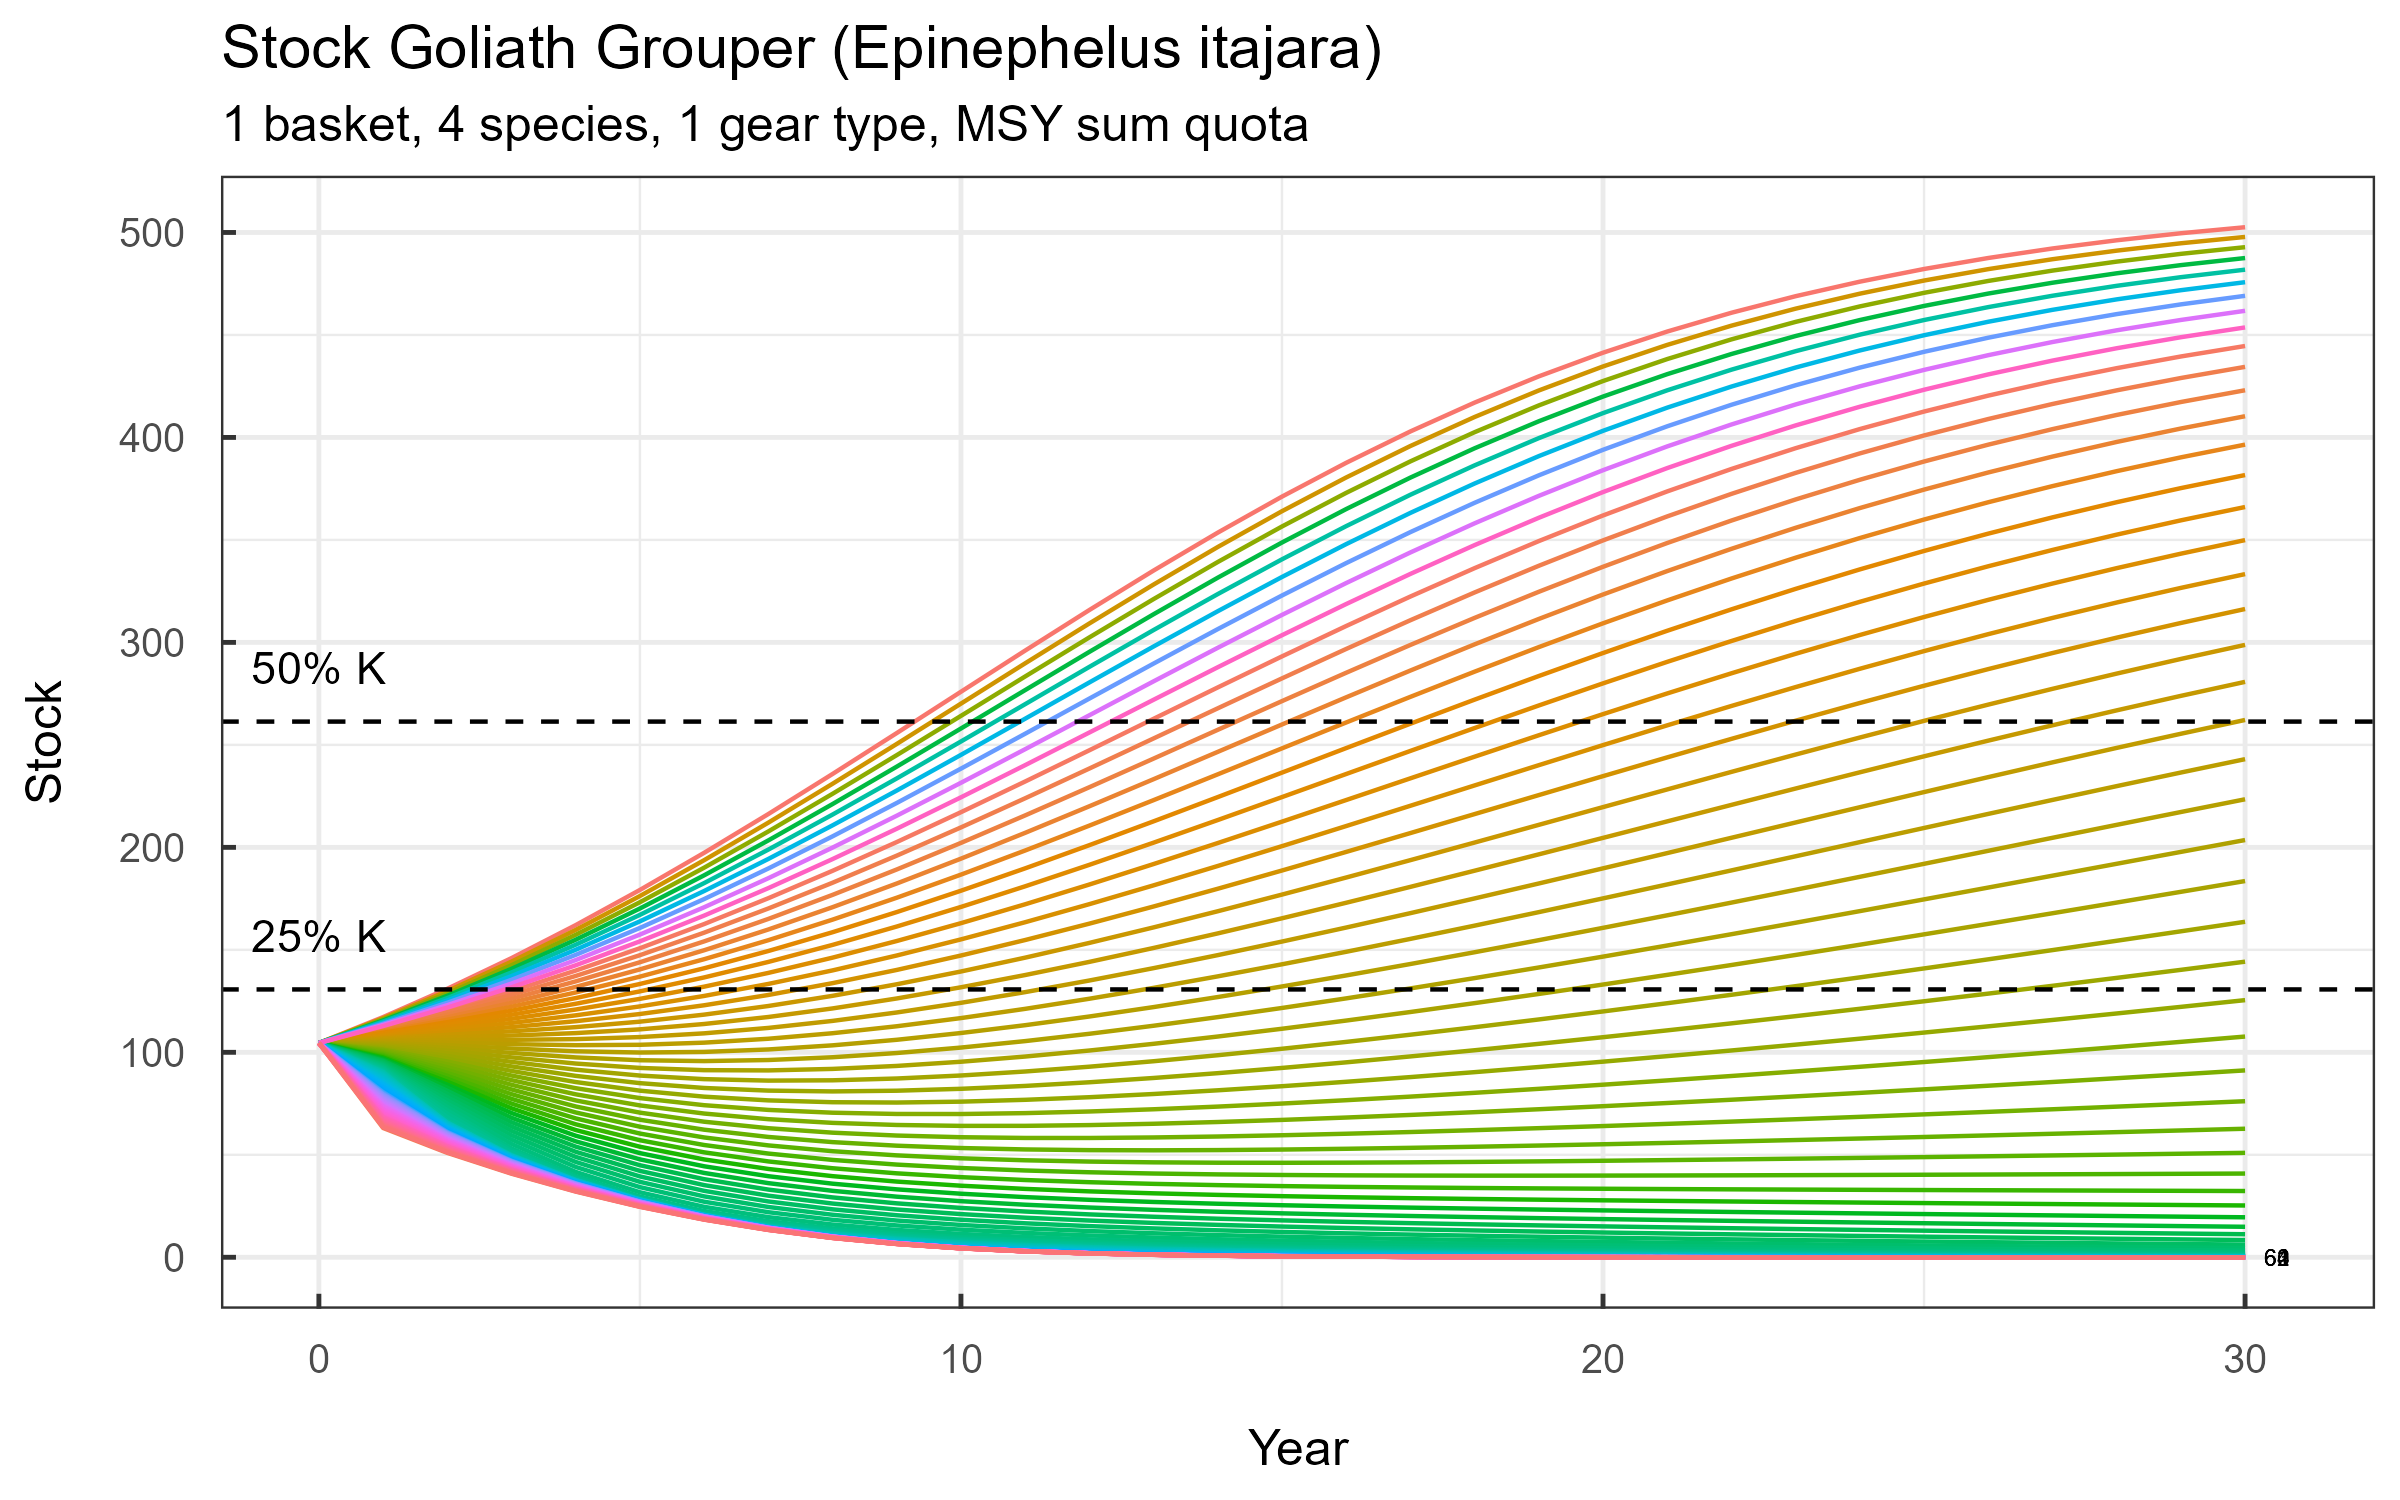 Stock Goliath Grouper (Epinephelus itajara)
1 basket, 4 species, 1 gear type, MSY sum quota
500
400
300
50% K
200
25% K
100
0
0
10
20
30
Stock
Year